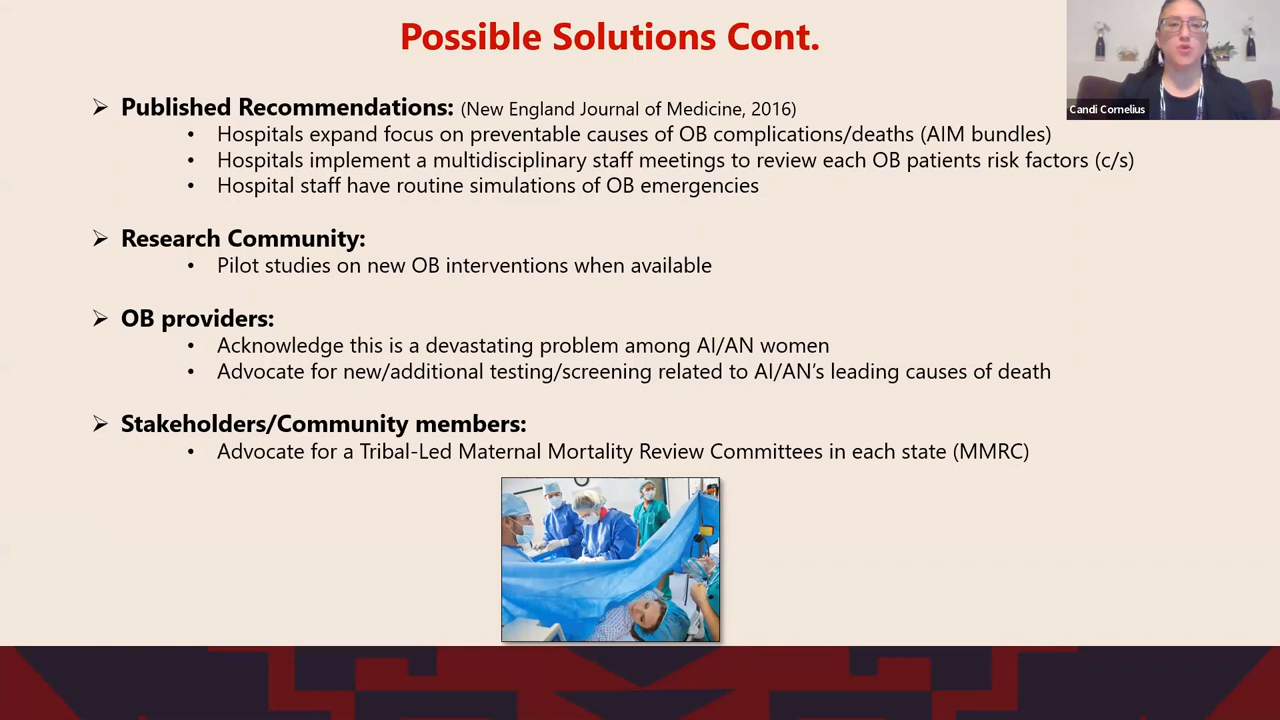 Possible Solutions Cont.
Candi Cornelius
➢ Published Recommendations: (New England Journal of Medicine, 2016)
• Hospitals expand focus on preventable causes of OB complications/deaths (AIM bundles)
• Hospitals implement a multidisciplinary staff meetings to review each OB patients risk factors (c/s)
• Hospital staff have routine simulations of OB emergencies
➢ Research Community:
• Pilot studies on new OB interventions when available
➢ OB providers:
• Acknowledge this is a devastating problem among AI/AN women
• Advocate for new/additional testing/screening related to AI/AN’s leading causes of death
➢ Stakeholders/Community members:
• Advocate for a Tribal-Led Maternal Mortality Review Committees in each state (MMRC)